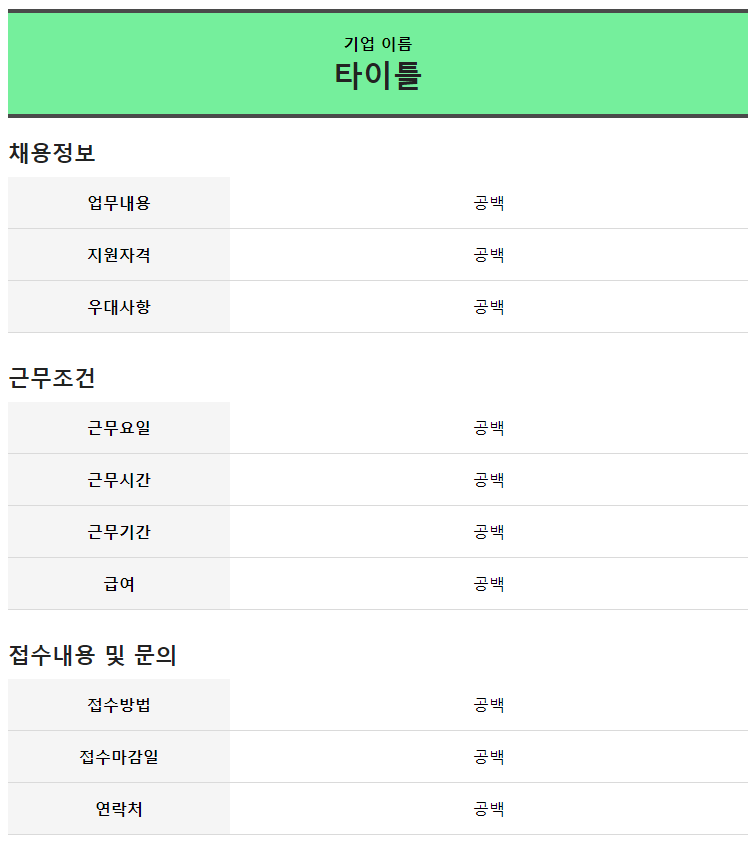 기업 이름
타이틀
채용정보
업무내용 공백
지원자격 공백
우대사항 공백
근무조건
근무요일 공백
근무시간 공백
근무기간 공백
급여 공백
접수내용 및 문의
접수방법 공백
접수마감일 공백
연락처 공백